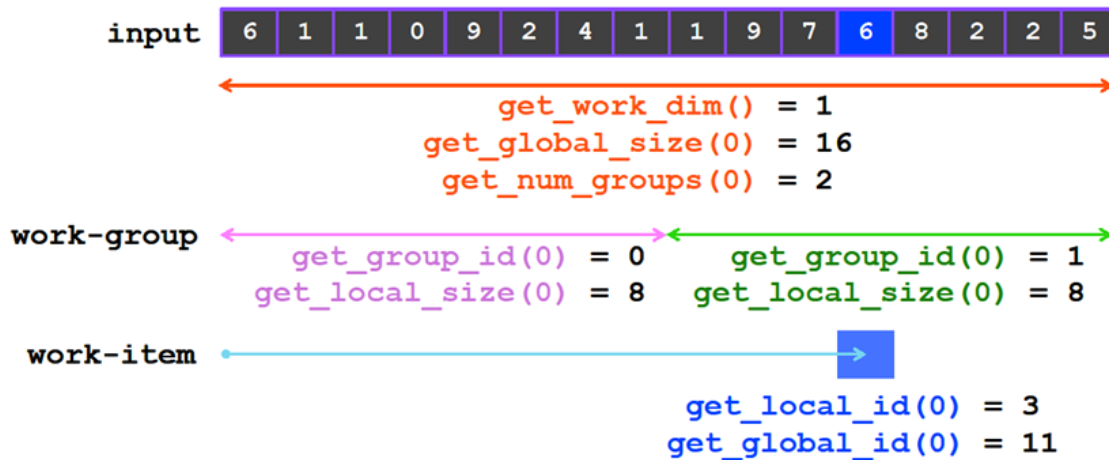 input 6 1 1 0 9 2 4 1 1 9 7 6 8 2 2 5
get_work_dim() = 1
get_global_size(0) = 16
get_num_groups(0) = 2
work-group
get_group_id(0) = 0 get_group_id(0) = 1
get_local_size(0) = 8 get_local_size(0) = 8
work-item
get_local_id(0) = 3
get_global_id(0) = 11